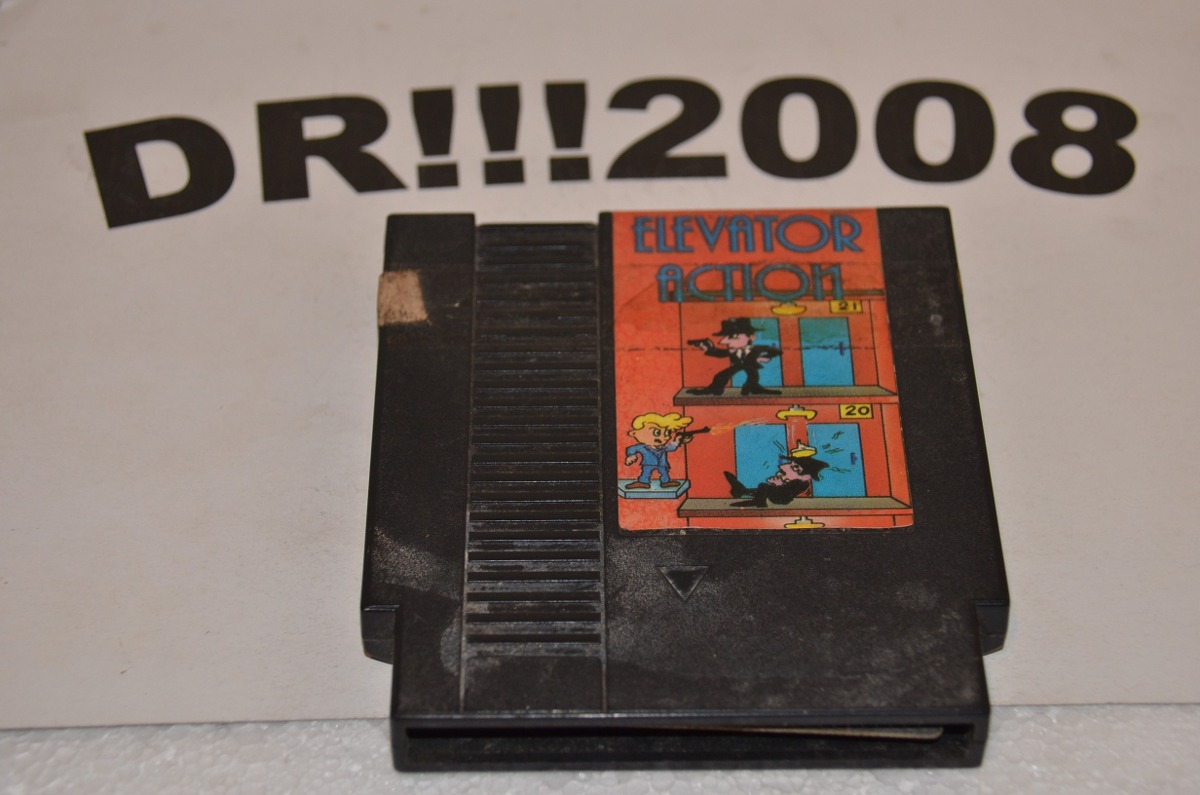 DR!!!2008
ELEVATOR
ACTION
21
20